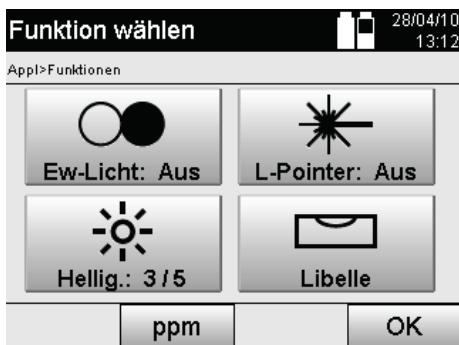 Funktion wählen
28/04/10
13:12
Appl>Funktionen
Ew-Licht: Aus
L-Pointer: Aus
Hellig.: 3/5
Libelle
ppm
OK